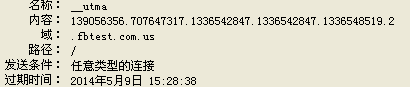 名称： __utma
内容： 139056356.707647317.1336542847.1336542847.1336548519.2
域： .fbtest.com.us
路径： /
发送条件： 任意类型的连接
过期时间： 2014年5月9日 15:28:38